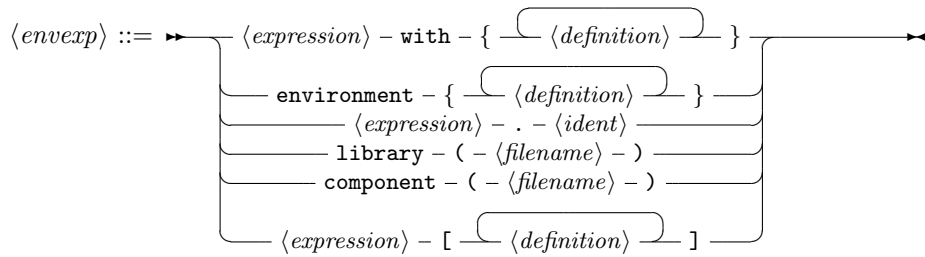 ⟨envexp⟩ ::= ⟨expression⟩ with { ⟨definition⟩ }
environment { ⟨definition⟩ }
⟨expression⟩ . ⟨ident⟩
library ( ⟨filename⟩ )
component ( ⟨filename⟩ )
⟨expression⟩ [ ⟨definition⟩ ]